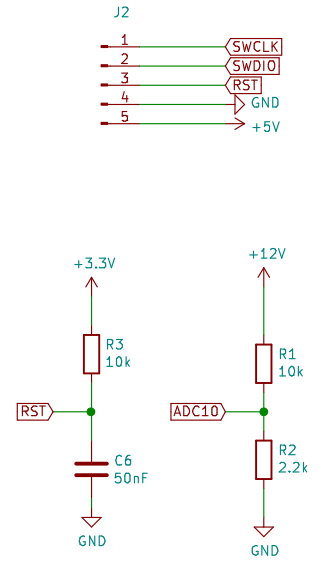 J2
1 SWCLK
2 SWDIO
3 RST
4 GND
5 +5V
+3.3V
R3
10k
RST
C6
50nF
GND
+12V
R1
10k
ADC10
R2
2.2k
GND